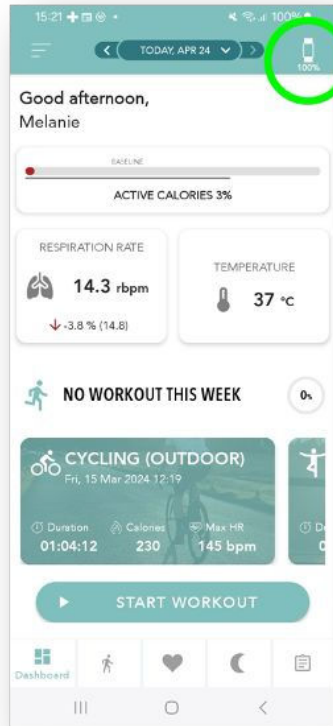 15:21
100%
TODAY, APR 24
100%
Good afternoon,
Melanie
BASELINE
ACTIVE CALORIES 3%
RESPIRATION RATE
14.3 rbpm
-3.8 % (14.8)
TEMPERATURE
37 °C
NO WORKOUT THIS WEEK
0%
CYCLING (OUTDOOR)
Fri, 15 Mar 2024 12:19
Duration Calories Max HR
01:04:12 230 145 bpm
START WORKOUT
Dashboard